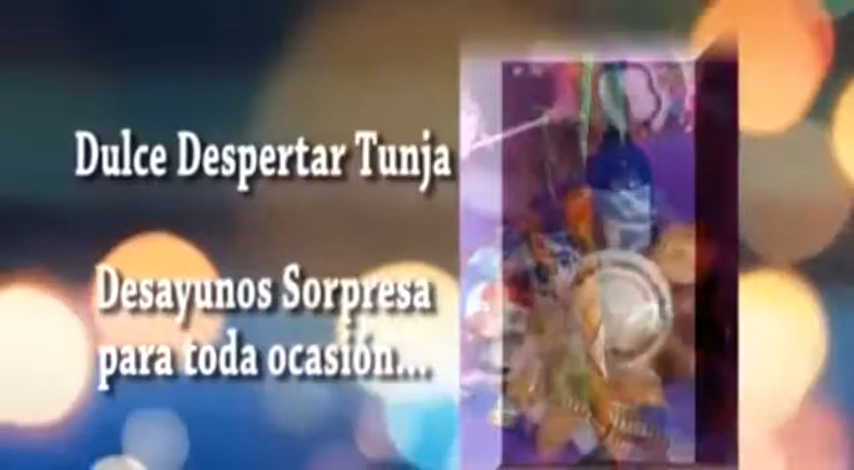 Dulce Despertar Tunja
Desayunos Sorpresa
para toda ocasión...